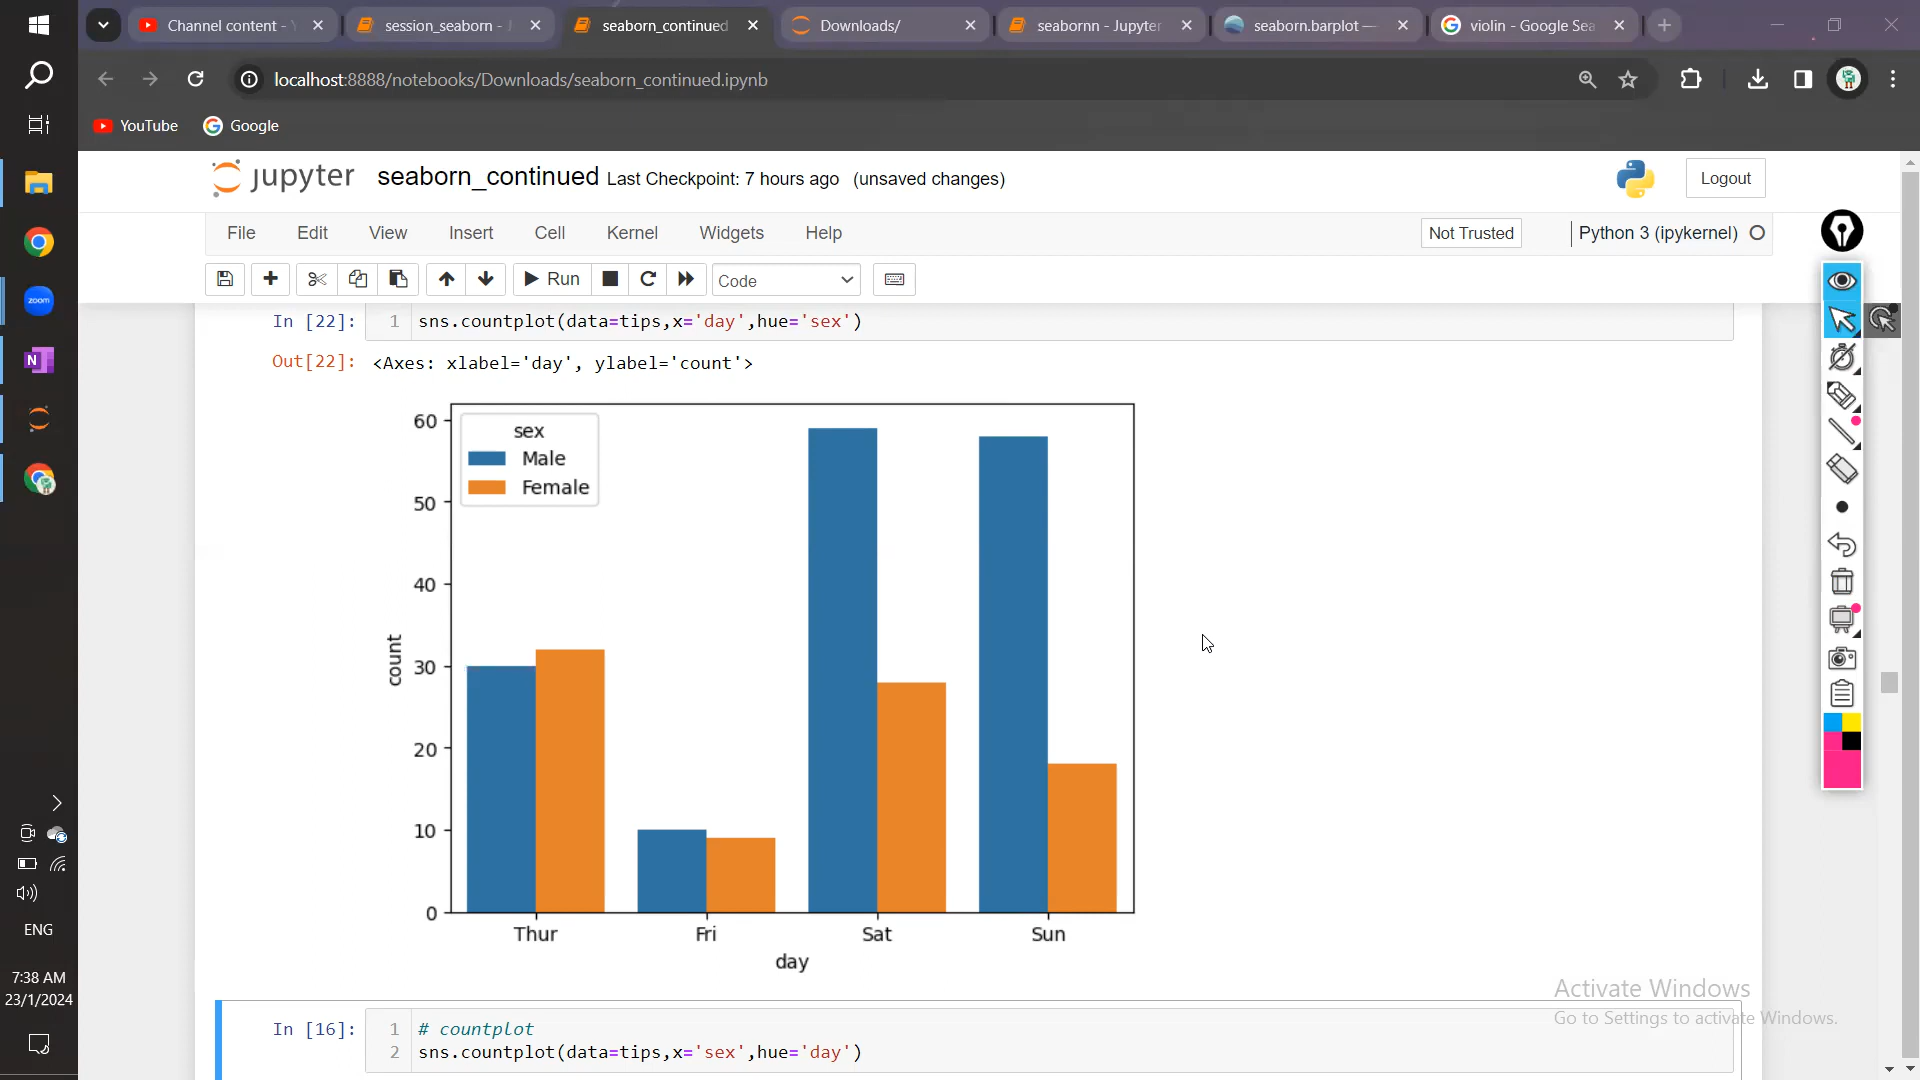 Channel content - Y
session_seaborn - J
seaborn_continued
Downloads/
seabornn - Jupyter
seaborn.barplot —
violin - Google Sea
localhost:8888/notebooks/Downloads/seaborn_continued.ipynb
YouTube
Google
jupyter seaborn_continued Last Checkpoint: 7 hours ago (unsaved changes)
Logout
File Edit View Insert Cell Kernel Widgets Help
Not Trusted
Python 3 (ipykernel)
Run
Code
In [22]: 1 sns.countplot(data=tips,x='day',hue='sex')
Out[22]: <Axes: xlabel='day', ylabel='count'>
sex
Male
Female
60
50
40
30
20
10
0
count
Thur Fri Sat Sun
day
In [16]: 1 # countplot
2 sns.countplot(data=tips,x='sex',hue='day')
Activate Windows
Go to Settings to activate Windows.
zoom
N
ENG
7:38 AM
23/1/2024